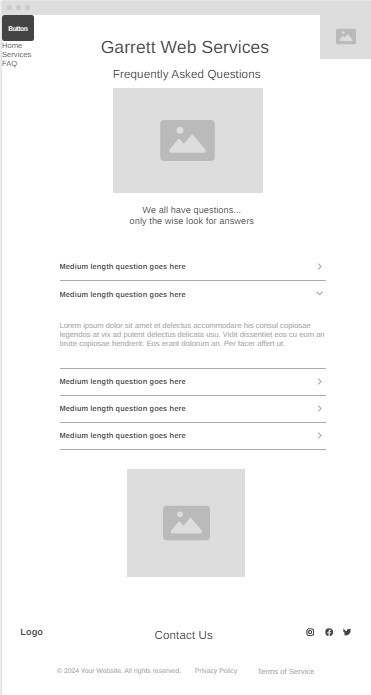 Button
Home
Services
FAQ
Garrett Web Services
Frequently Asked Questions
We all have questions...
only the wise look for answers
Medium length question goes here
Medium length question goes here
Lorem ipsum dolor sit amet et delectus accommodare his consul copiosae
legendos at vix ad putent delectus delicata usu. Vidit dissentiet eos cu eum an
brute copiosae hendrerit. Eos erant dolorum an. Per facer affert ut.
Medium length question goes here
Medium length question goes here
Medium length question goes here
Logo
Contact Us
© 2024 Your Website. All rights reserved.
Privacy Policy
Terms of Service